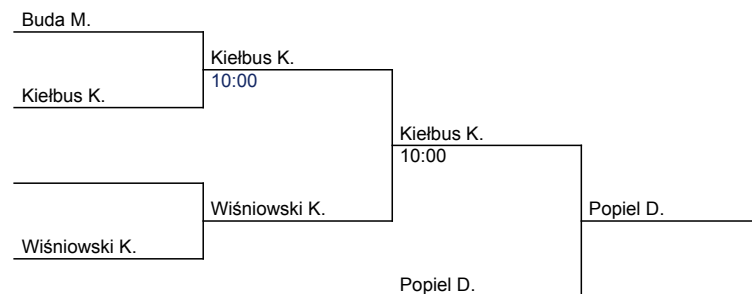 Buda M.
Kiełbus K.
10:00
Kiełbus K.
Kiełbus K.
10:00
Wiśniowski K.
Popiel D.
Wiśniowski K.
Popiel D.